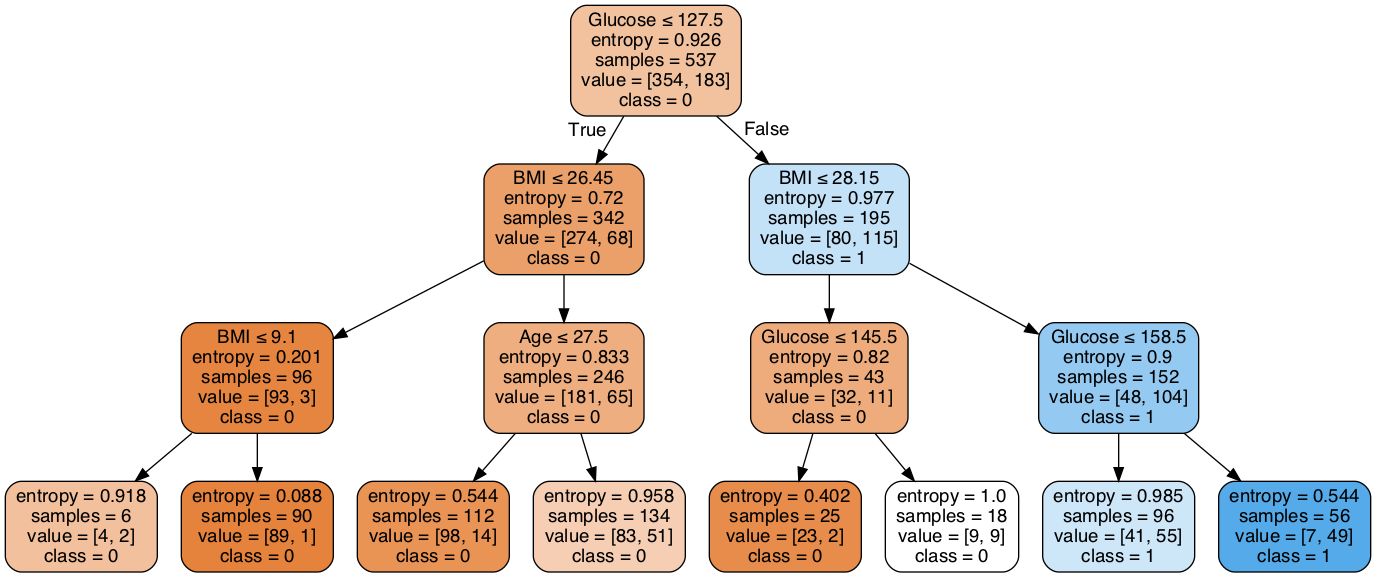 Glucose ≤ 127.5
entropy = 0.926
samples = 537
value = [354, 183]
class = 0
True
False
BMI ≤ 26.45
entropy = 0.72
samples = 342
value = [274, 68]
class = 0
BMI ≤ 28.15
entropy = 0.977
samples = 195
value = [80, 115]
class = 1
BMI ≤ 9.1
entropy = 0.201
samples = 96
value = [93, 3]
class = 0
Age ≤ 27.5
entropy = 0.833
samples = 246
value = [181, 65]
class = 0
Glucose ≤ 145.5
entropy = 0.82
samples = 43
value = [32, 11]
class = 0
Glucose ≤ 158.5
entropy = 0.9
samples = 152
value = [48, 104]
class = 1
entropy = 0.918
samples = 6
value = [4, 2]
class = 0
entropy = 0.088
samples = 90
value = [89, 1]
class = 0
entropy = 0.544
samples = 112
value = [98, 14]
class = 0
entropy = 0.958
samples = 134
value = [83, 51]
class = 0
entropy = 0.402
samples = 25
value = [23, 2]
class = 0
entropy = 1.0
samples = 18
value = [9, 9]
class = 0
entropy = 0.985
samples = 96
value = [41, 55]
class = 1
entropy = 0.544
samples = 56
value = [7, 49]
class = 1